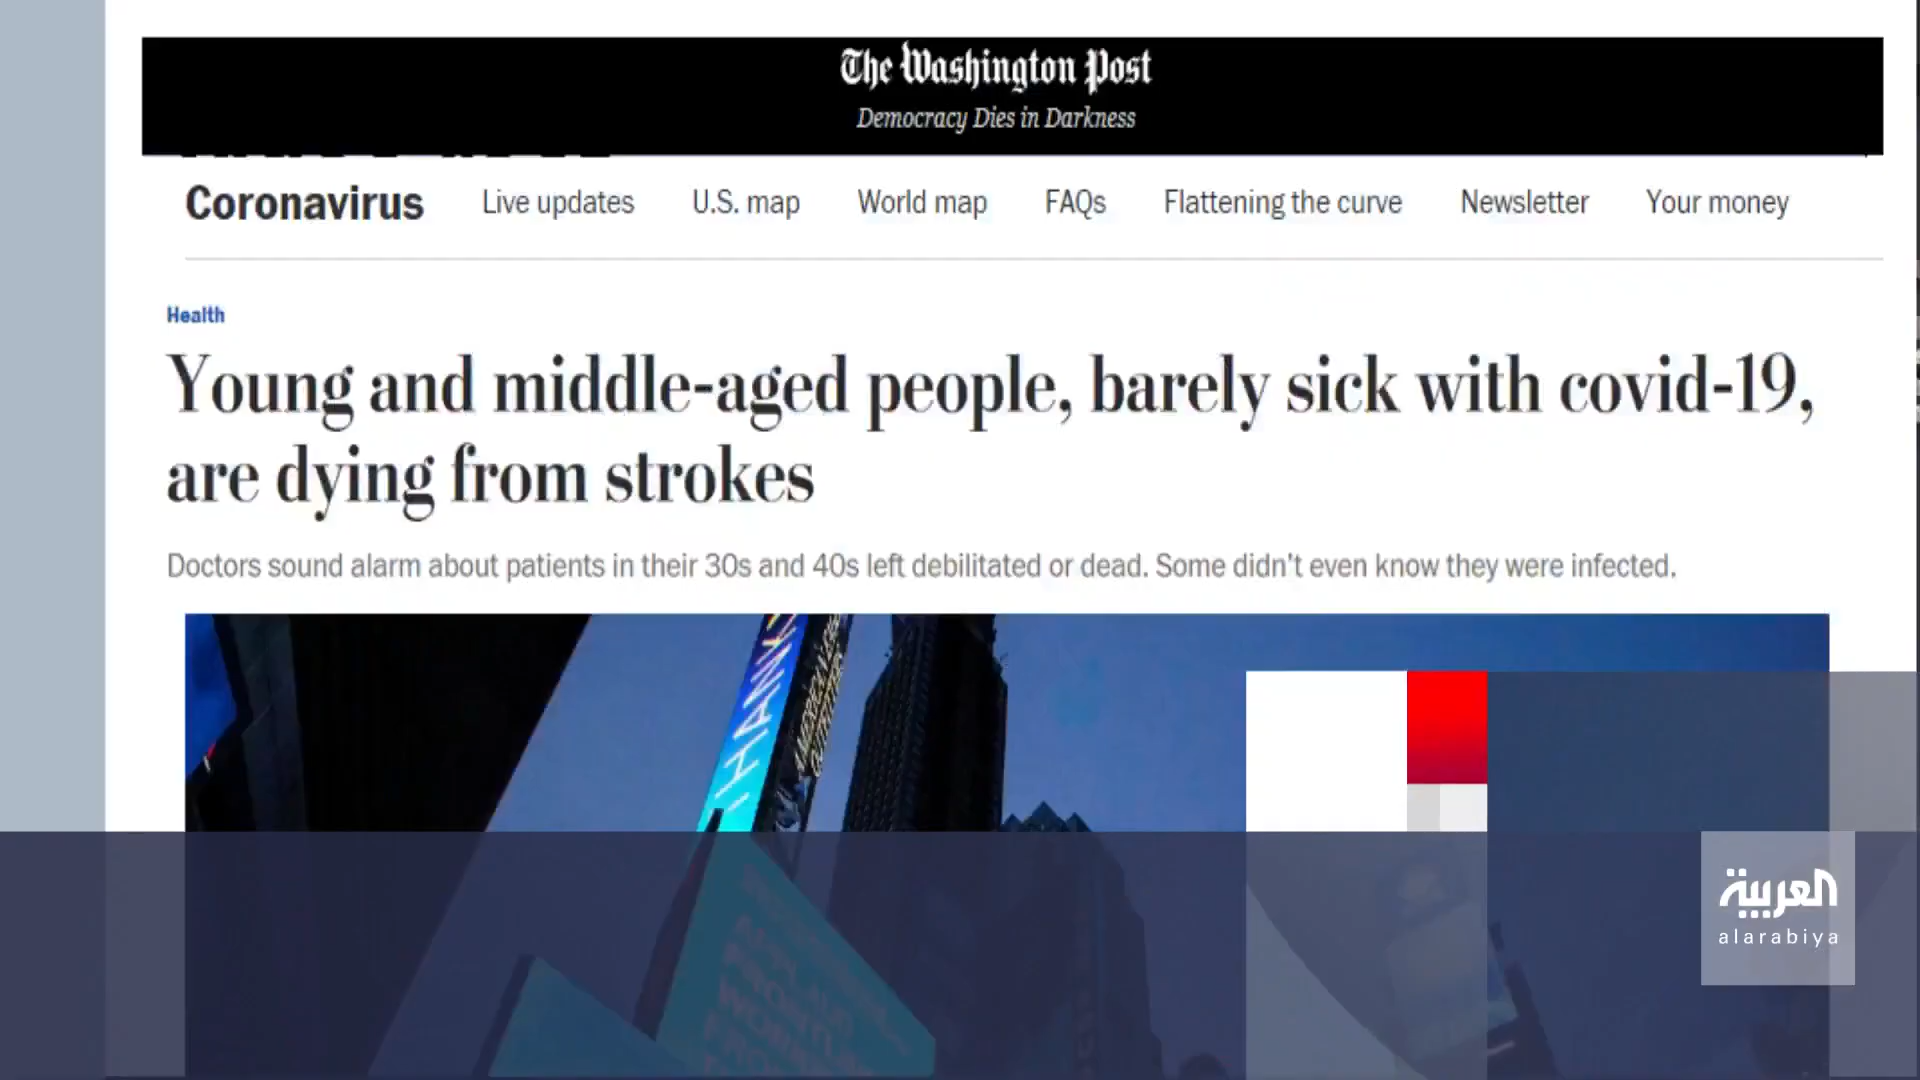 The Washington Post
Democracy Dies in Darkness
Coronavirus Live updates U.S. map World map FAQs Flattening the curve Newsletter Your money
Health
Young and middle-aged people, barely sick with covid-19,
are dying from strokes
Doctors sound alarm about patients in their 30s and 40s left debilitated or dead. Some didn't even know they were infected.
العربية
alarabiya